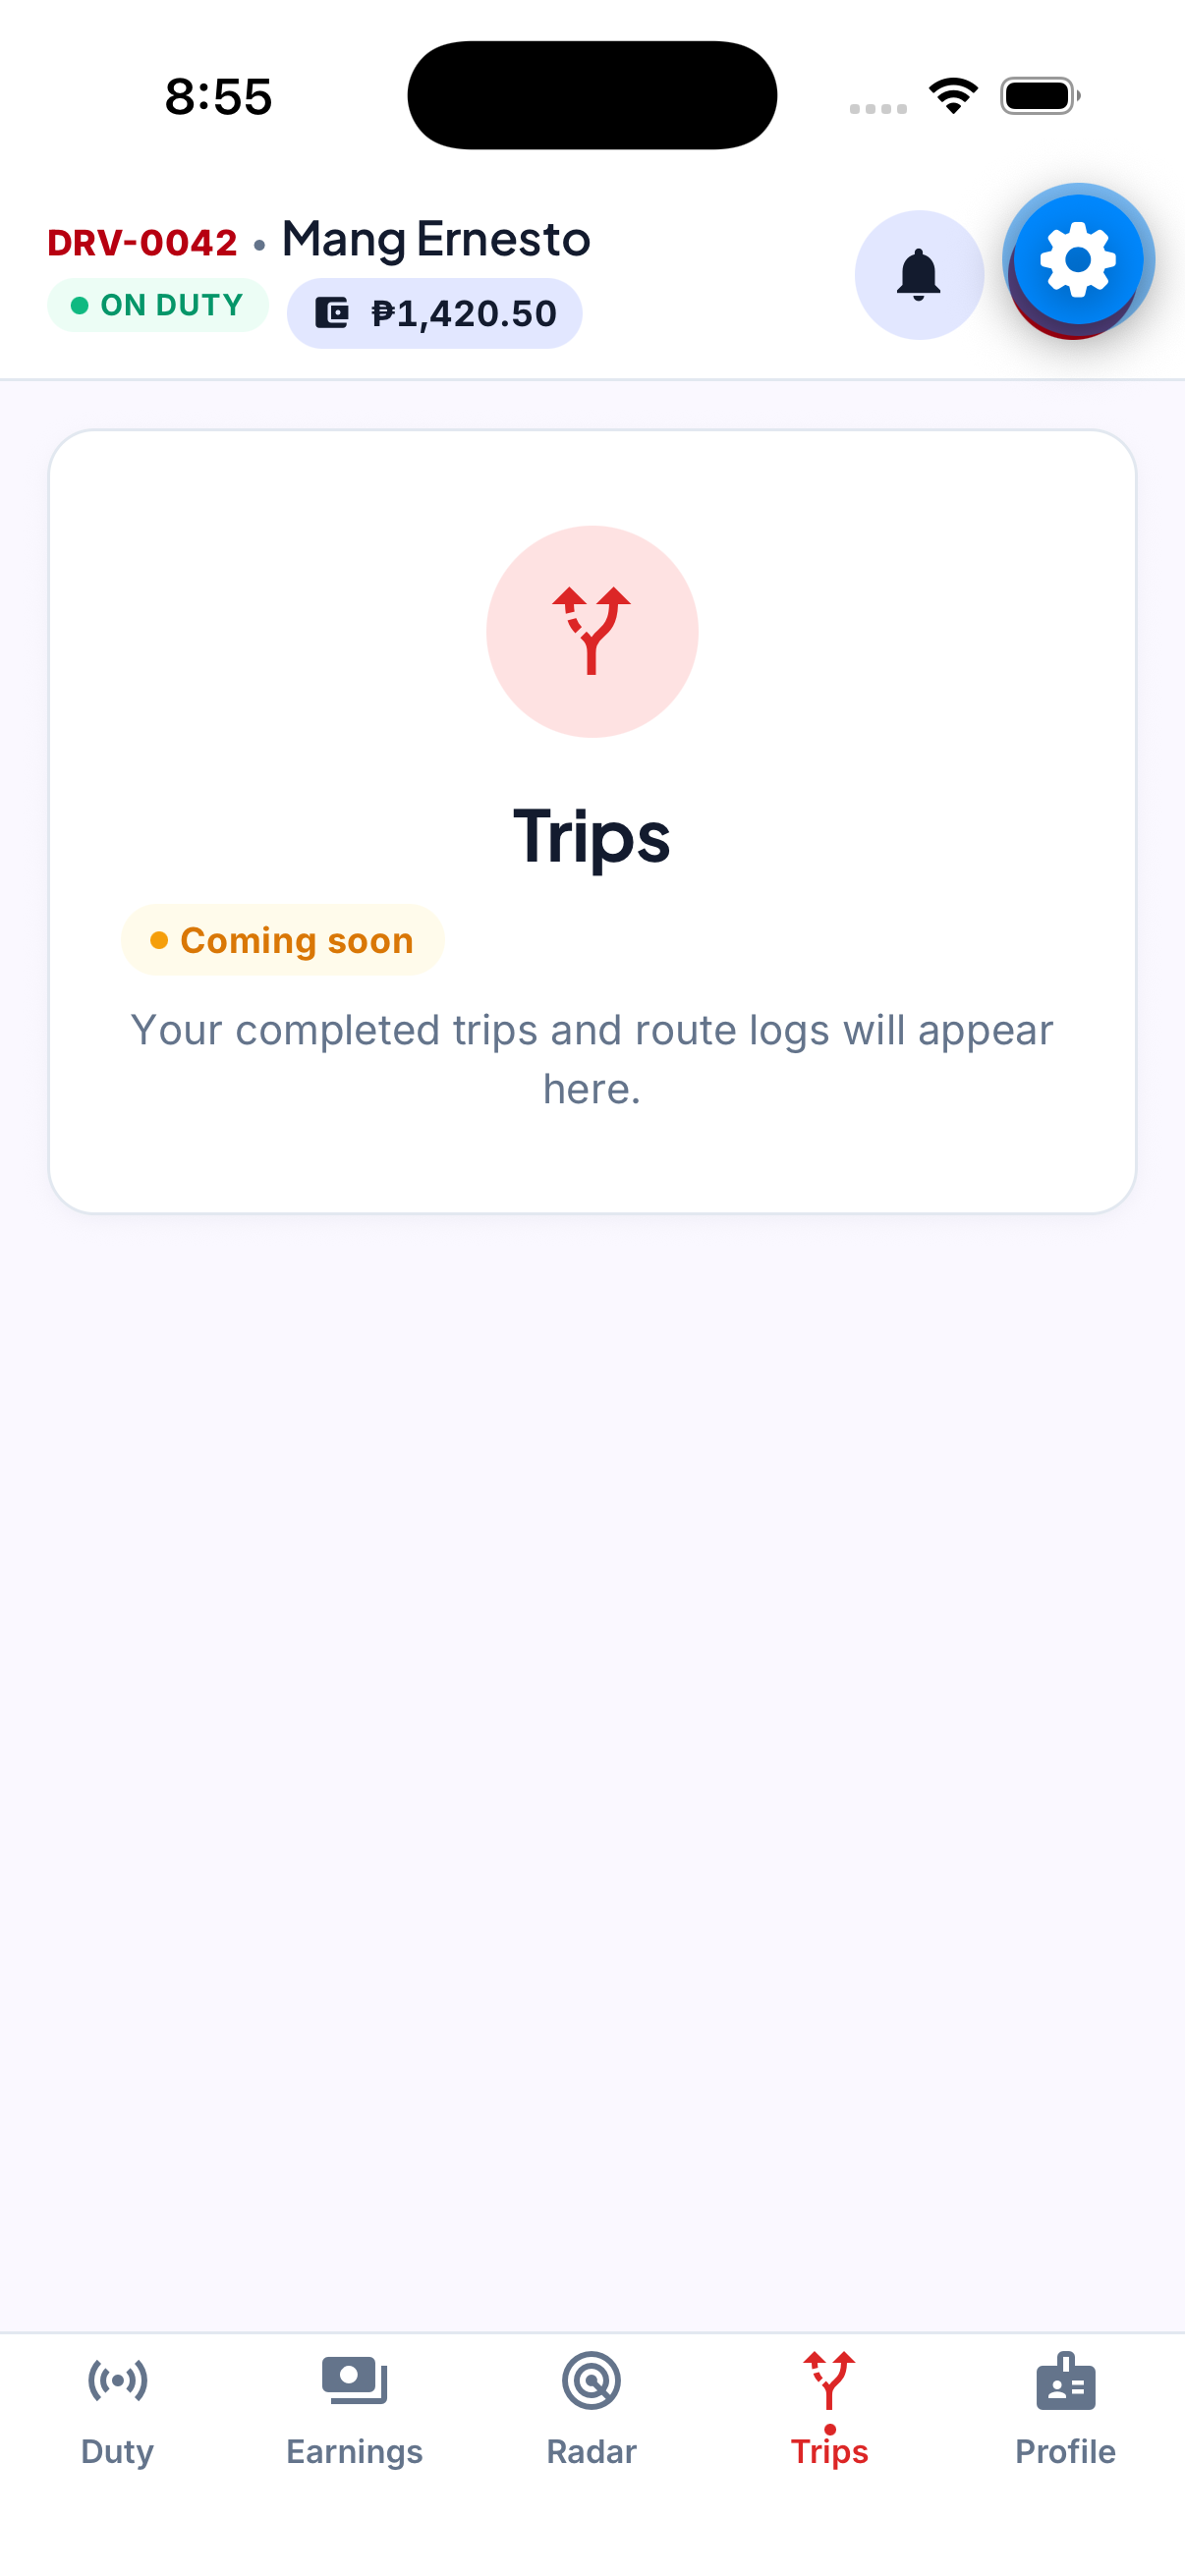 8:55
DRV-0042 • Mang Ernesto
ON DUTY ₱1,420.50
Trips
Coming soon
Your completed trips and route logs will appear
here.
Duty Earnings Radar Trips Profile